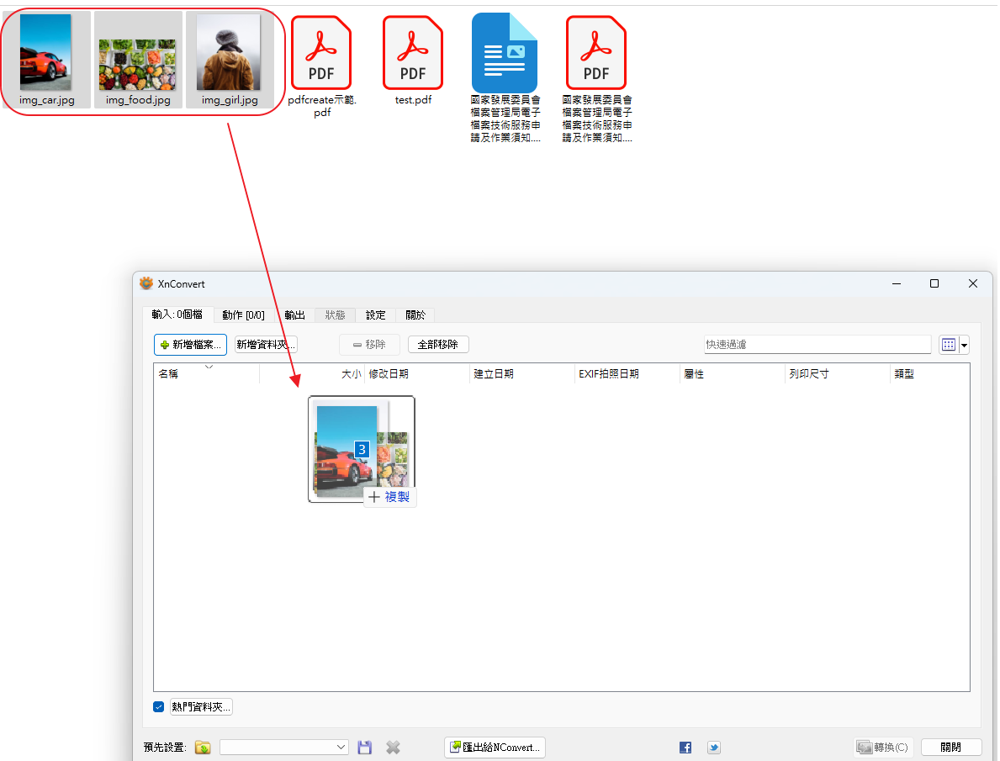 PDF
PDF
PDF
img_car.jpg
img_food.jpg
img_girl.jpg
pdfcreate示範.
pdf
test.pdf
國家發展委員會
檔案管理局電子
檔案技術服務申
請及作業須知....
國家發展委員會
檔案管理局電子
檔案技術服務申
請及作業須知....
XnConvert
輸入: 0個檔
動作 [0/0]
輸出
狀態
設定
關於
新增檔案...
新增資料夾...
移除
全部移除
快速過濾
名稱
大小
修改日期
建立日期
EXIF拍照日期
屬性
列印尺寸
類型
3
複製
熱門資料夾...
預先設置:
匯出給NConvert...
轉換(C)
關閉